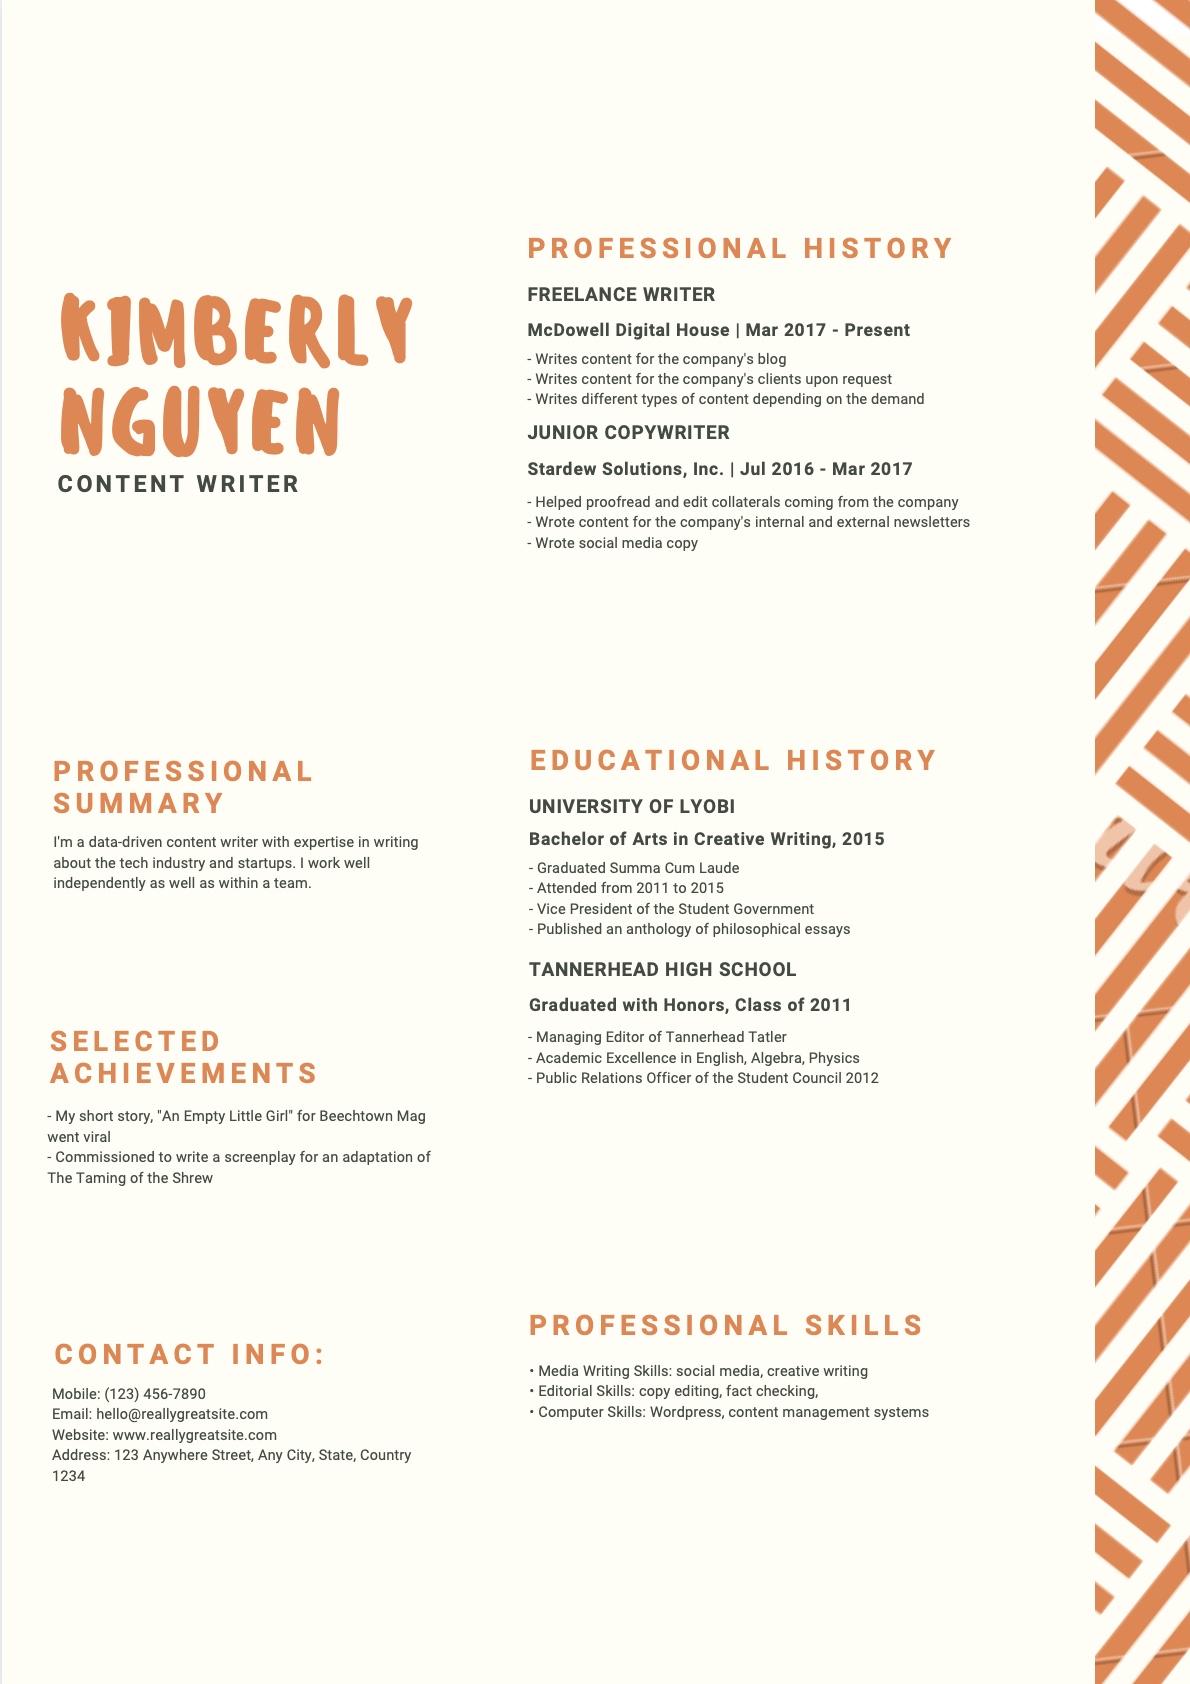 KIMBERLY
NGUYEN
CONTENT WRITER
PROFESSIONAL
SUMMARY
I'm a data-driven content writer with expertise in writing
about the tech industry and startups. I work well
independently as well as within a team.
SELECTED
ACHIEVEMENTS
- My short story, "An Empty Little Girl" for Beechtown Mag
went viral
- Commissioned to write a screenplay for an adaptation of
The Taming of the Shrew
CONTACT INFO:
Mobile: (123) 456-7890
Email: hello@reallygreatsite.com
Website: www.reallygreatsite.com
Address: 123 Anywhere Street, Any City, State, Country
1234
PROFESSIONAL HISTORY
FREELANCE WRITER
McDowell Digital House | Mar 2017 - Present
- Writes content for the company's blog
- Writes content for the company's clients upon request
- Writes different types of content depending on the demand
JUNIOR COPYWRITER
Stardew Solutions, Inc. | Jul 2016 - Mar 2017
- Helped proofread and edit collaterals coming from the company
- Wrote content for the company's internal and external newsletters
- Wrote social media copy
EDUCATIONAL HISTORY
UNIVERSITY OF LYOBI
Bachelor of Arts in Creative Writing, 2015
- Graduated Summa Cum Laude
- Attended from 2011 to 2015
- Vice President of the Student Government
- Published an anthology of philosophical essays
TANNERHEAD HIGH SCHOOL
Graduated with Honors, Class of 2011
- Managing Editor of Tannerhead Tatler
- Academic Excellence in English, Algebra, Physics
- Public Relations Officer of the Student Council 2012
PROFESSIONAL SKILLS
• Media Writing Skills: social media, creative writing
• Editorial Skills: copy editing, fact checking,
• Computer Skills: Wordpress, content management systems